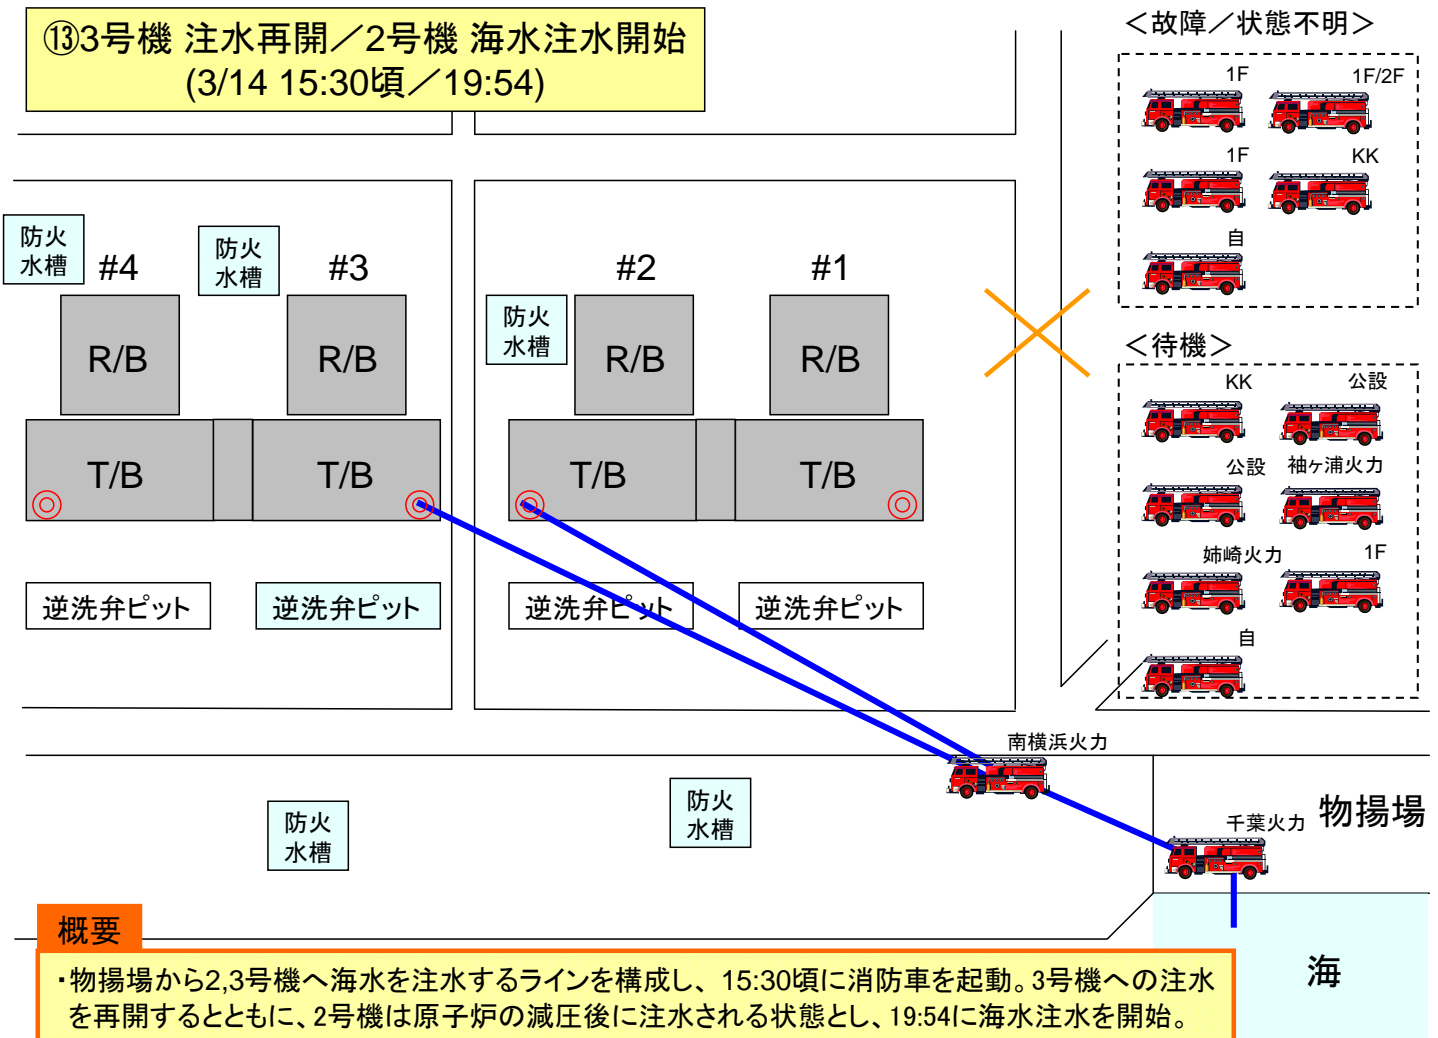 ⑬3号機 注水再開／2号機 海水注水開始
(3/14 15:30頃／19:54)
＜故障／状態不明＞
1F
1F/2F
1F
KK
自
防火
水槽
#4
防火
水槽
#3
#2
#1
防火
水槽
R/B
R/B
R/B
R/B
T/B
T/B
T/B
T/B
＜待機＞
KK
公設
公設
袖ヶ浦火力
姉崎火力
1F
自
逆洗弁ピット
逆洗弁ピット
逆洗弁ピット
逆洗弁ピット
南横浜火力
防火
水槽
防火
水槽
千葉火力
物揚場
海
概要
・物揚場から2,3号機へ海水を注水するラインを構成し、15:30頃に消防車を起動。3号機への注水
を再開するとともに、2号機は原子炉の減圧後に注水される状態とし、19:54に海水注水を開始。